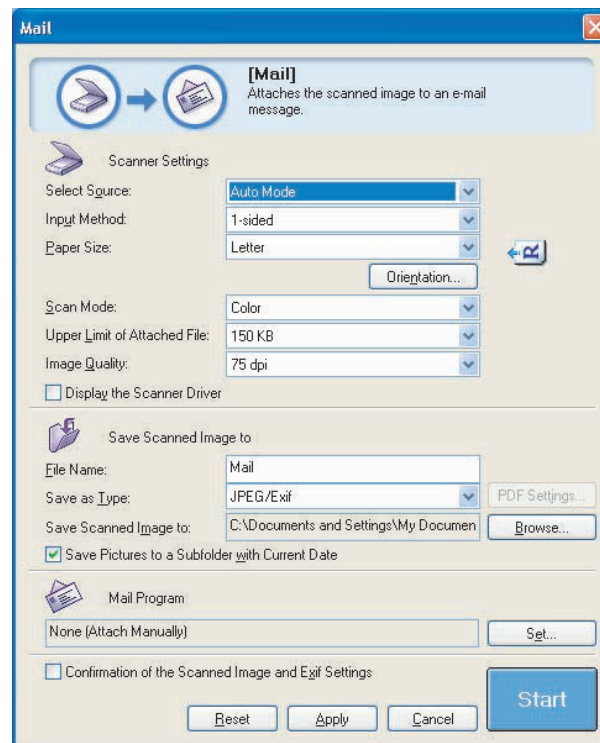 Mail
[Mail]
Attaches the scanned image to an e-mail
message.
Scanner Settings
Select Source: Auto Mode
Input Method: 1-sided
Paper Size: Letter
R
Orientation...
Scan Mode: Color
Upper Limit of Attached File: 150 KB
Image Quality: 75 dpi
Display the Scanner Driver
Save Scanned Image to
File Name: Mail
Save as Type: JPEG/Exif PDF Settings...
Save Scanned Image to: C:\Documents and Settings\My Documen Browse...
Save Pictures to a Subfolder with Current Date
Mail Program
None (Attach Manually) Set...
Confirmation of the Scanned Image and Exif Settings
Start
Reset Apply Cancel